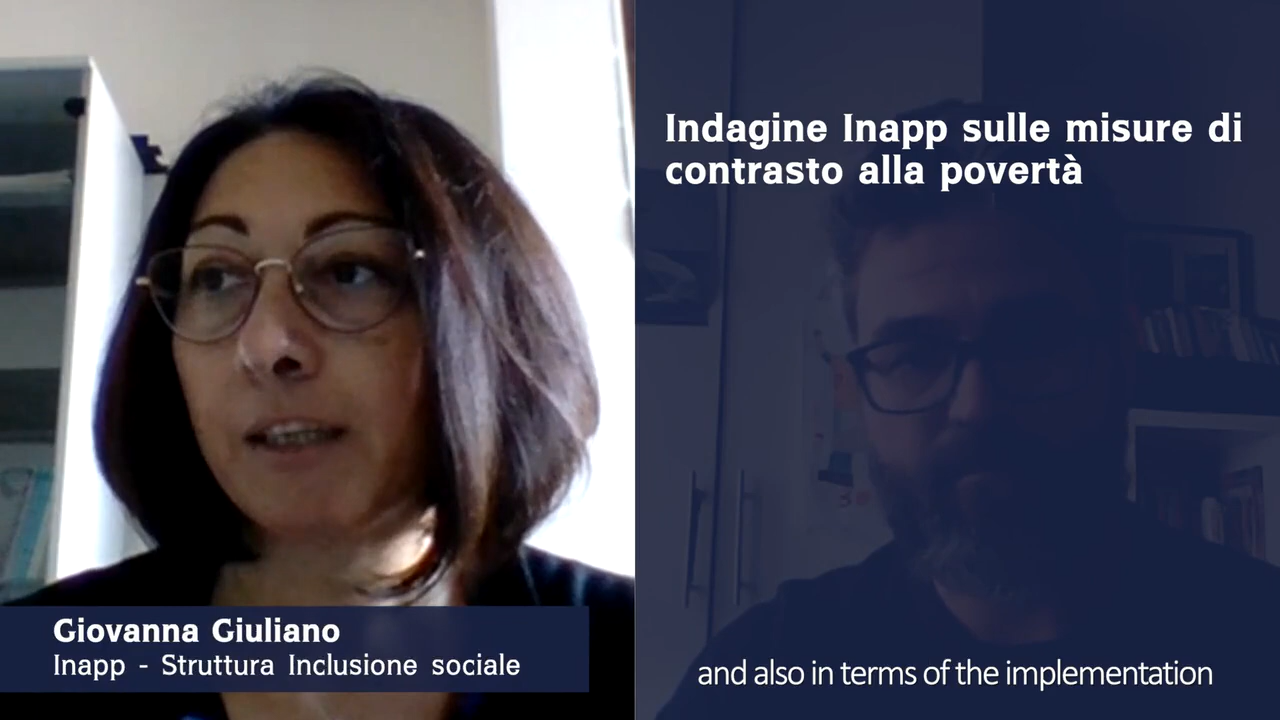 Indagine Inapp sulle misure di
contrasto alla povertà
Giovanna Giuliano
Inapp - Struttura Inclusione sociale
and also in terms of the implementation